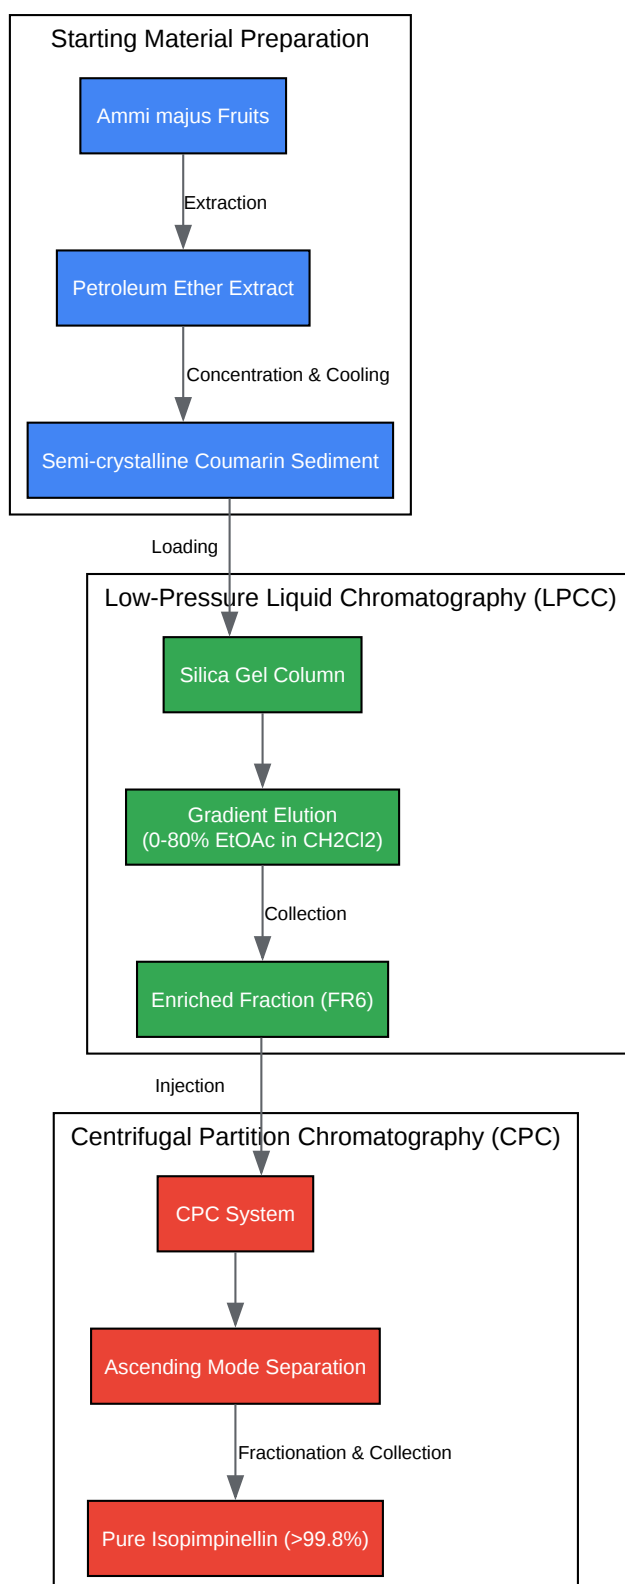 Starting Material Preparation
Ammi majus Fruits
Extraction
Petroleum Ether Extract
Concentration & Cooling
Semi-crystalline Coumarin Sediment
Loading
Low-Pressure Liquid Chromatography (LPCC)
Silica Gel Column
Gradient Elution
(0-80% EtOAc in CH2Cl2)
Collection
Enriched Fraction (FR6)
Injection
Centrifugal Partition Chromatography (CPC)
CPC System
Ascending Mode Separation
Fractionation & Collection
Pure Isopimpinellin (>99.8%)